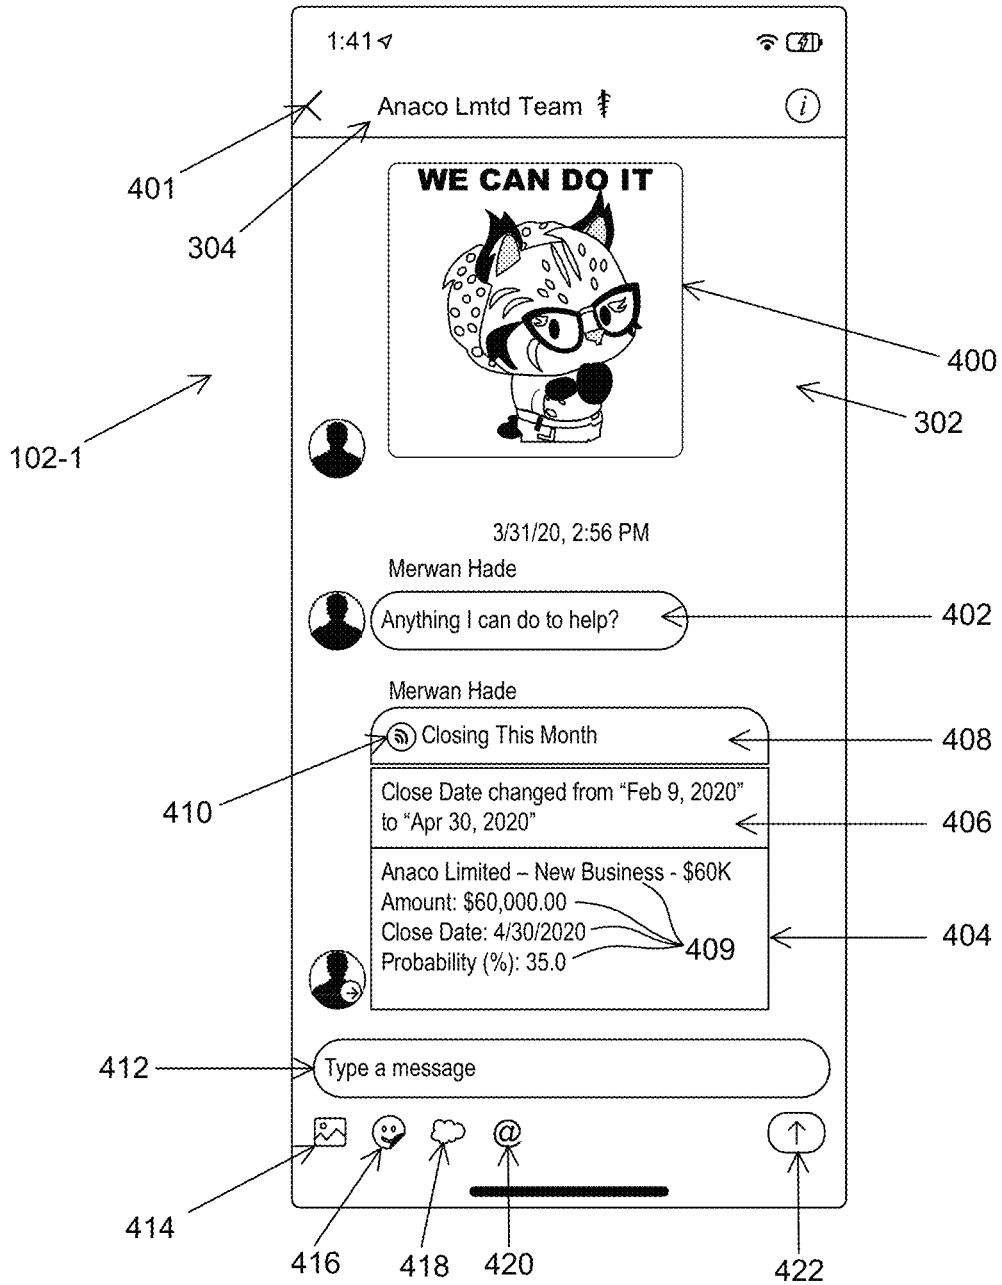 1:41
Anaco Lmtd Team
401
304
WE CAN DO IT
400
302
102-1
3/31/20, 2:56 PM
Merwan Hade
Anything I can do to help?
402
Merwan Hade
Closing This Month
408
410
Close Date changed from “Feb 9, 2020”
to “Apr 30, 2020”
406
Anaco Limited – New Business - $60K
Amount: $60,000.00
Close Date: 4/30/2020
Probability (%): 35.0
409
404
412
Type a message
@
414
416
418
420
422